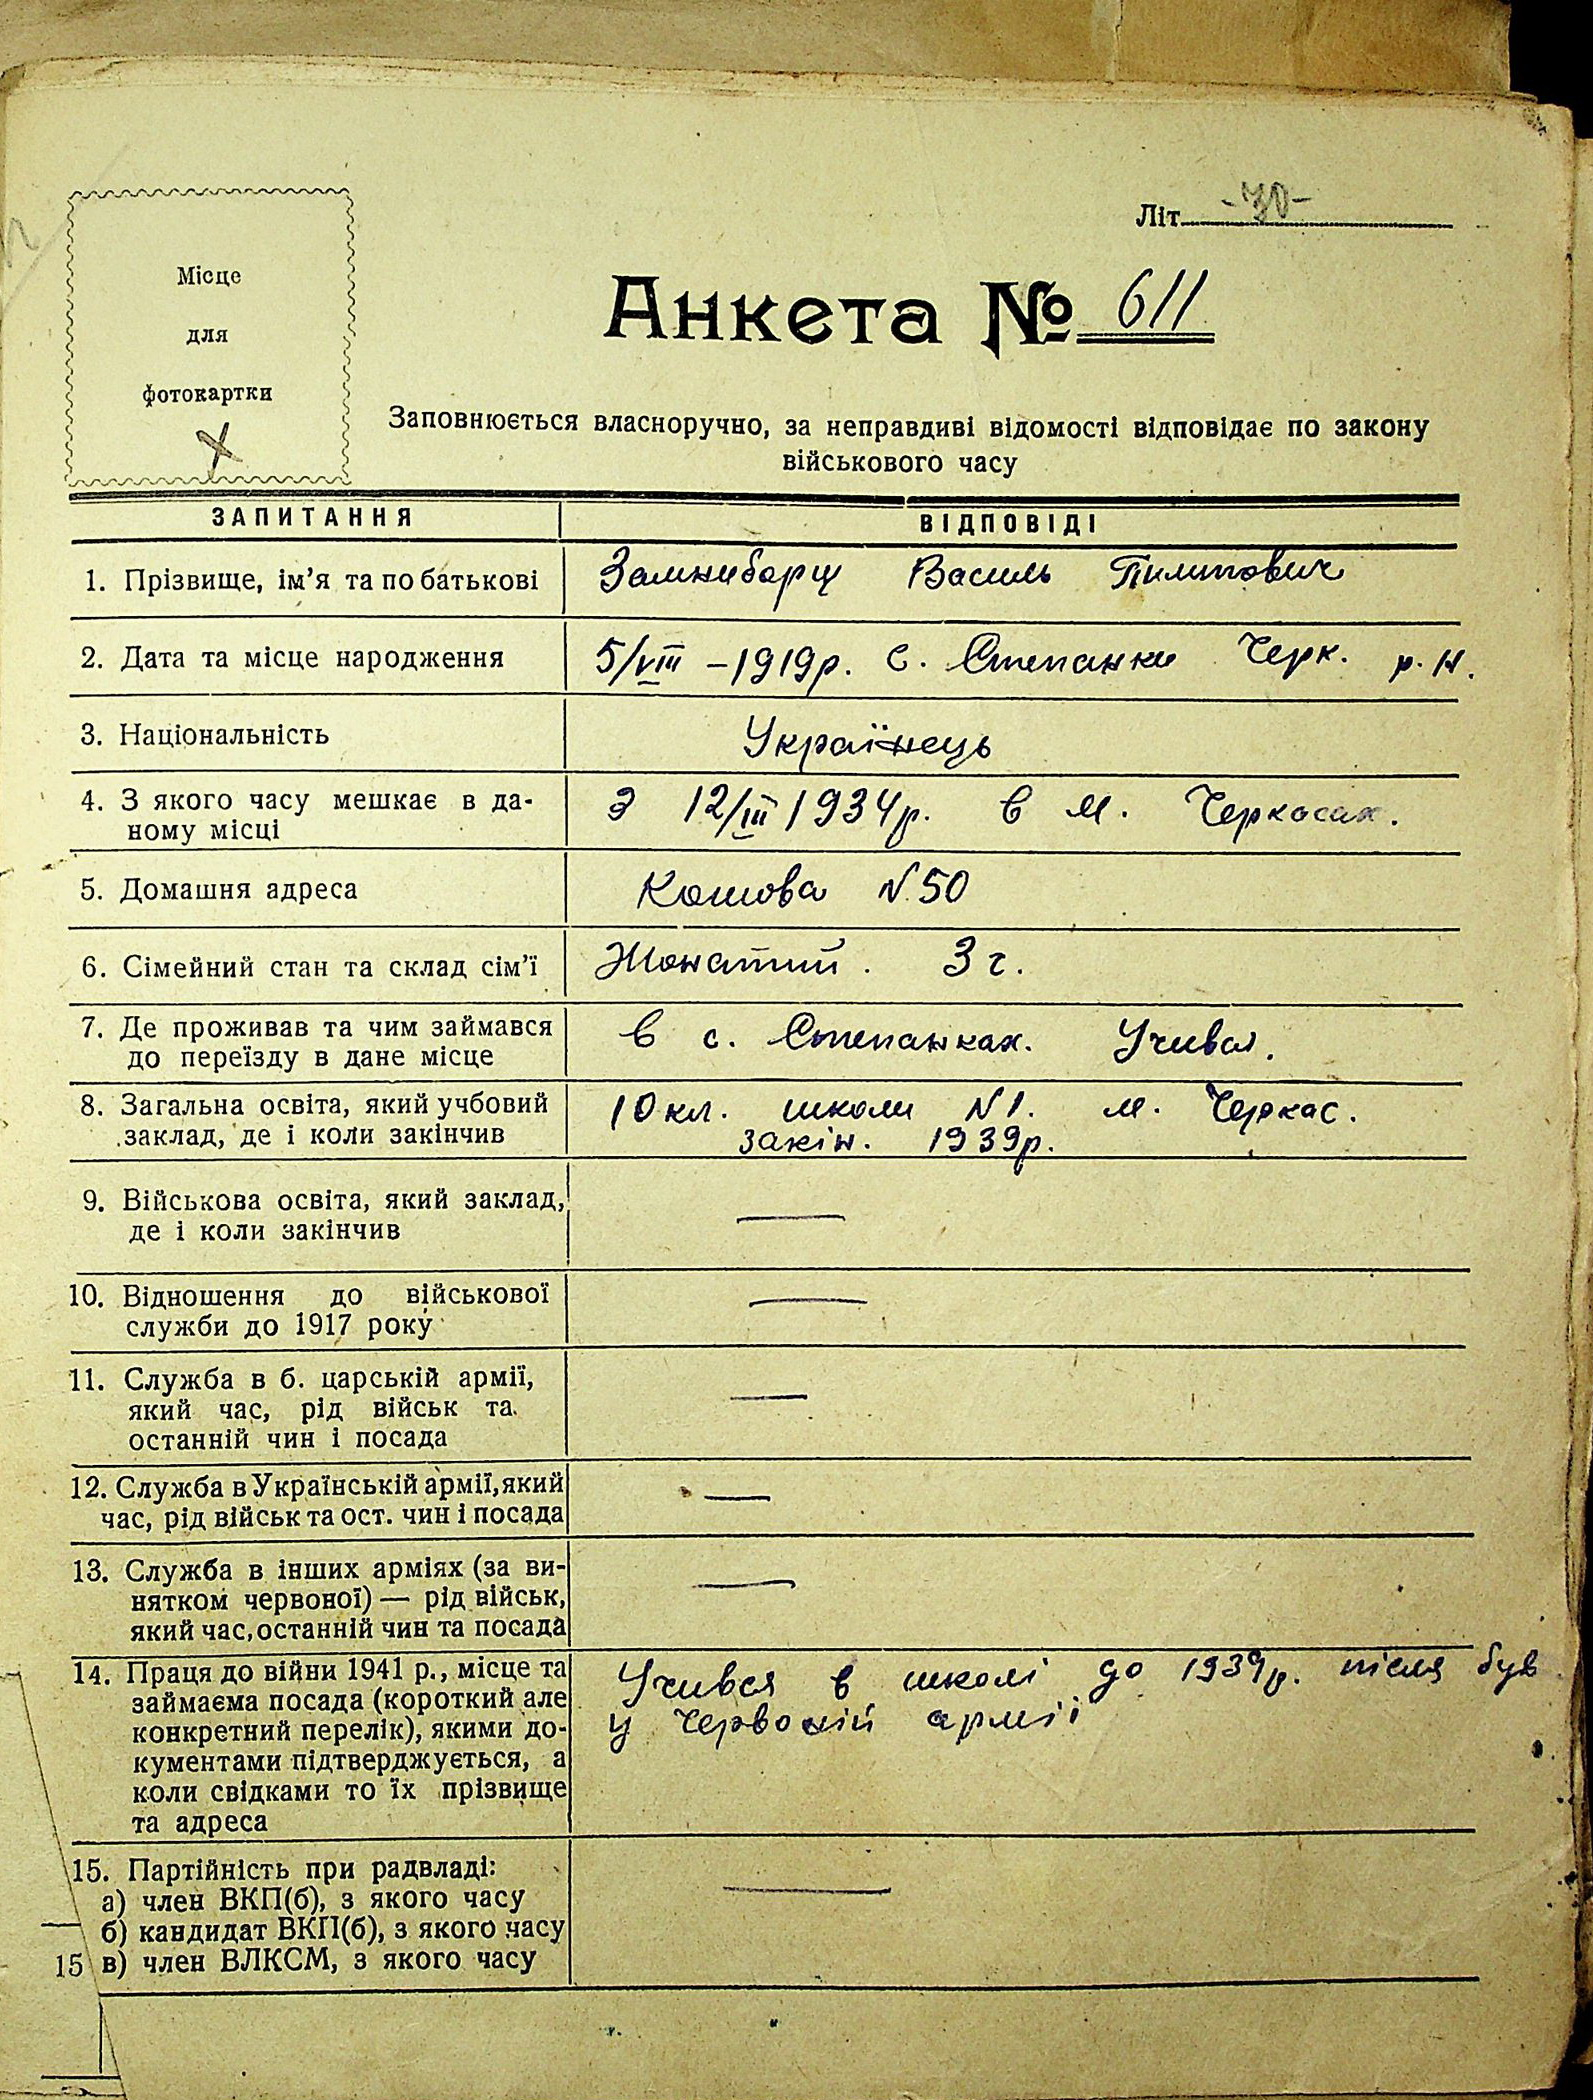 Літ
Місце
для
фотокартки
Анкета № 611
Заповнюється власноручно, за неправдиві відомості відповідає по закону
військового часу
ЗАПИТАННЯ ВІДПОВІДІ
1. Прізвище, ім’я та по батькові Василь Пилипович
2. Дата та місце народження 5/VIII – 1919р. с. Степанки Черк. р.н.
3. Національність Українець
4. З якого часу мешкає в да-
ному місці З 12/III 1934р. в м. Черкасах.
5. Домашня адреса Кошова N 50
6. Сімейний стан та склад сім’ї Жонатий. 3 ч.
7. Де проживав та чим займався
до переїзду в дане місце в с. Степанках. Учився.
8. Загальна освіта, який учбовий 10 кл. школи N 1. м. Черкас.
заклад, де і коли закінчив закін. 1939р.
9. Військова освіта, який заклад,
де і коли закінчив —
10. Відношення до військової
служби до 1917 року —
11. Служба в б. царській армії,
який час, рід військ та
останній чин і посада —
12. Служба в Українській армії, який
час, рід військ та ост. чин і посада —
13. Служба в інших арміях (за ви-
нятком червоної) — рід військ,
який час, останній чин та посада —
14. Праця до війни 1941 р., місце та Учився в школі до 1939р. після був
займаєма посада (короткий але у Червоній армії
конкретний перелік), якими до-
кументами підтверджується, а
коли свідками то їх прізвище
та адреса
15. Партійність при радвладі:
а) член ВКП(б), з якого часу —
б) кандидат ВКП(б), з якого часу
в) член ВЛКСМ, з якого часу
15